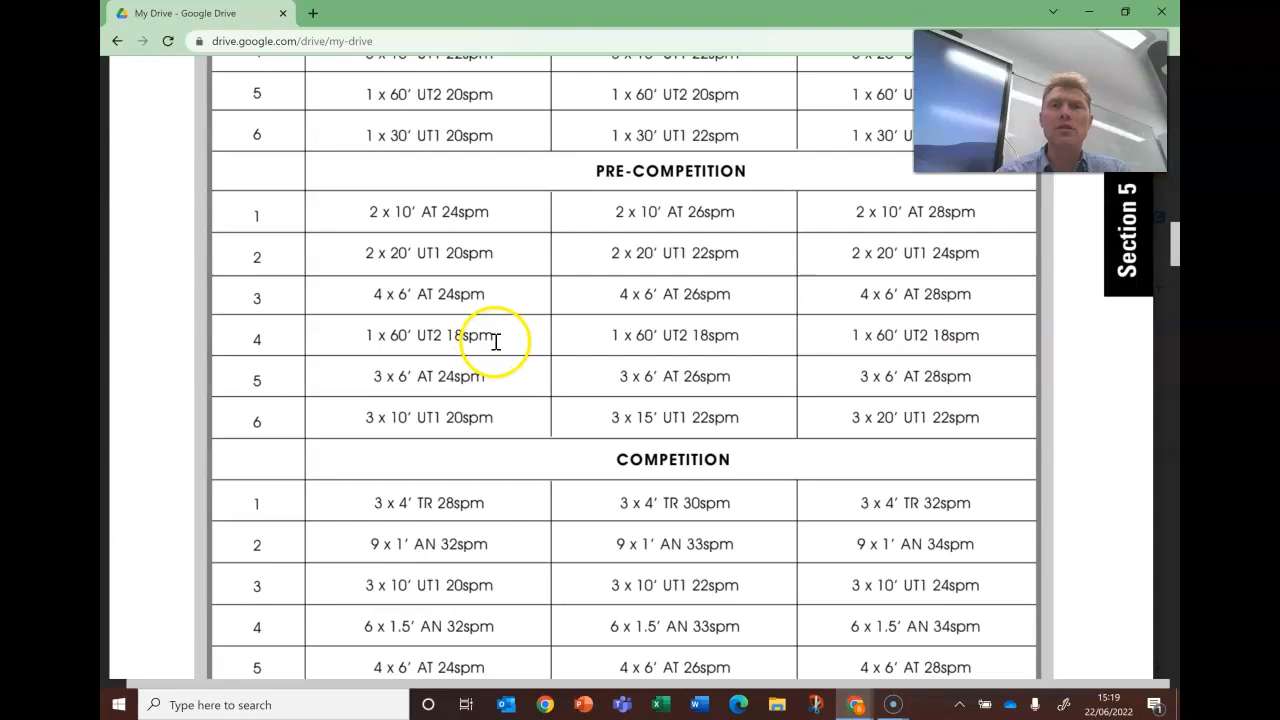 My Drive - Google Drive
drive.google.com/drive/my-drive
5 1 x 60' UT2 20spm 1 x 60' UT2 20spm 1 x 60' U
6 1 x 30' UT1 20spm 1 x 30' UT1 22spm 1 x 30' U
PRE-COMPETITION
1 2 x 10' AT 24spm 2 x 10' AT 26spm 2 x 10' AT 28spm
2 2 x 20' UT1 20spm 2 x 20' UT1 22spm 2 x 20' UT1 24spm
3 4 x 6' AT 24spm 4 x 6' AT 26spm 4 x 6' AT 28spm
4 1 x 60' UT2 18spm 1 x 60' UT2 18spm 1 x 60' UT2 18spm
5 3 x 6' AT 24spm 3 x 6' AT 26spm 3 x 6' AT 28spm
6 3 x 10' UT1 20spm 3 x 15' UT1 22spm 3 x 20' UT1 22spm
COMPETITION
1 3 x 4' TR 28spm 3 x 4' TR 30spm 3 x 4' TR 32spm
2 9 x 1' AN 32spm 9 x 1' AN 33spm 9 x 1' AN 34spm
3 3 x 10' UT1 20spm 3 x 10' UT1 22spm 3 x 10' UT1 24spm
4 6 x 1.5' AN 32spm 6 x 1.5' AN 33spm 6 x 1.5' AN 34spm
5 4 x 6' AT 24spm 4 x 6' AT 26spm 4 x 6' AT 28spm
Section 5
Type here to search
15:19
22/06/2022